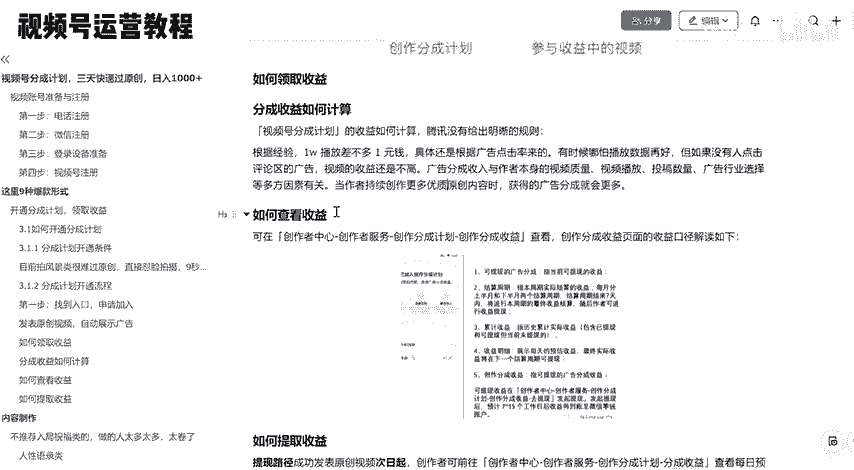 视频号运营教程
分享
编辑
创作分成计划
参与收益中的视频
视频号分成计划，三天快速过原创，日入1000+
视频账号准备与注册
第一步：电话注册
第二步：微信注册
第三步：登录设备准备
第四步：视频号注册
这里9种爆款形式
开通分成计划，领取收益
3.1如何开通分成计划
3.1.1 分成计划开通条件
目前拍风景类很难过原创，直接怼脸拍摄，9秒...
3.1.2 分成计划开通流程
第一步：找到入口，申请加入
发表原创视频，自动展示广告
如何领取收益
分成收益如何计算
如何查看收益
如何提取收益
内容制作
不推荐入局祝福类的，做的人太多太多，太卷了
人性语录类
如何领取收益
分成收益如何计算
「视频号分成计划」的收益如何计算，腾讯没有给出明晰的规则；
根据经验，1w 播放差不多 1 元钱，具体还是根据广告点击率来的。有时候哪怕播放数据再好，但如果没有人点击
评论区的广告，视频的收益还是不高。广告分成收入与作者本身的视频质量、视频播放、投稿数量、广告行业选择
等多方因素有关。当作者持续创作更多优质原创内容时，获得的广告分成就会更多。
H3
如何查看收益
可在「创作者中心-创作者服务-创作分成计划-创作分成收益」查看，创作分成收益页面的收益口径解读如下：
1、可提现的广告分成：指当前可提现的收益；
2、结算周期：指本周期实际结算的收益，每月分
上半月和下半月两个结算周期，结算周期结束7天
内，将进行本周期的最终收益核算，随后作者可进
行收益提现；
3、累计收益：指历史累计实际收益（包含已提现
和可提现但当前未提现的）；
4、收益明细：展示每天的预估收益，最终实际收
益将在下一个结算周期可提现；
5、创作分成收益：指可提现的广告分成收益；
可提现收益在「创作者中心-创作者服务-创作分成
计划-创作分成收益-去提现」发起提现。发起提现
后，预计 7~15 个工作日后收益将到账至微信零钱
账户。
如何提取收益
提现路径成功发表原创视频次日起，创作者可前往「创作者中心-创作者服务-创作分成计划-分成收益」查看每日预